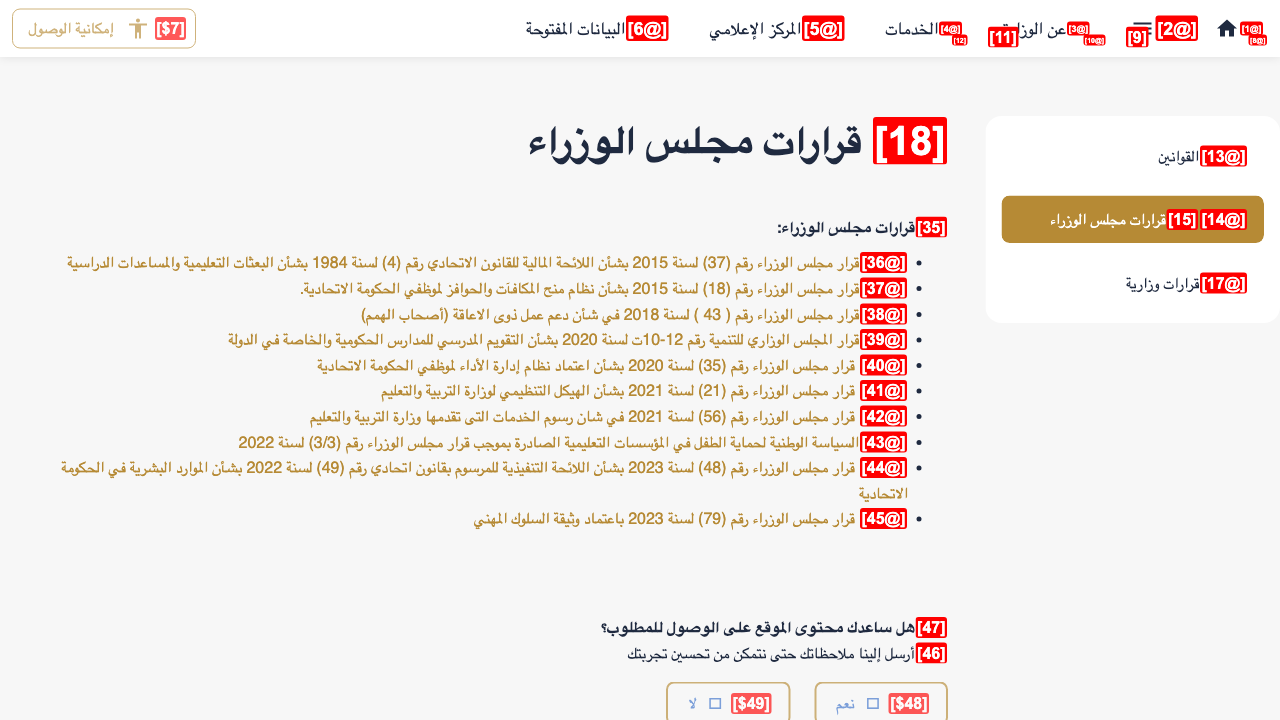 [@1]
[@8]
[@2]
[9]
[@3] عن الوزارة
[@10]
[11]
[@4] الخدمات
[12]
[@5] المركز الإعلامي
[@6] البيانات المفتوحة
[$7] إمكانية الوصول
[@13] القوانين
[@14] [15] قرارات مجلس الوزراء
[@17] قرارات وزارية
[18] قرارات مجلس الوزراء
[35] قرارات مجلس الوزراء:
[@36] قرار مجلس الوزراء رقم (37) لسنة 2015 بشأن اللائحة المالية للقانون الاتحادي رقم (4) لسنة 1984 بشأن البعثات التعليمية والمساعدات الدراسية
[@37] قرار مجلس الوزراء رقم (18) لسنة 2015 بشأن نظام منح المكافات والحوافز لموظفي الحكومة الاتحادية.
[@38] قرار مجلس الوزراء رقم ( 43 ) لسنة 2018 في شأن دعم عمل ذوى الاعاقة (أصحاب الهمم)
[@39] قرار المجلس الوزاري للتنمية رقم 12-10ت لسنة 2020 بشأن التقويم المدرسي للمدارس الحكومية والخاصة في الدولة
[@40] قرار مجلس الوزراء رقم (35) لسنة 2020 بشأن اعتماد نظام إدارة الأداء لموظفي الحكومة الاتحادية
[@41] قرار مجلس الوزراء رقم (21) لسنة 2021 بشأن الهيكل التنظيمي لوزارة التربية والتعليم
[@42] قرار مجلس الوزراء رقم (56) لسنة 2021 في شان رسوم الخدمات التى تقدمها وزارة التربية والتعليم
[@43] السياسة الوطنية لحماية الطفل في المؤسسات التعليمية الصادرة بموجب قرار مجلس الوزراء رقم (3/3) لسنة 2022
[@44] قرار مجلس الوزراء رقم (48) لسنة 2023 بشأن اللائحة التنفيذية للمرسوم بقانون اتحادي رقم (49) لسنة 2022 بشأن الموارد البشرية في الحكومة
الاتحادية
[@45] قرار مجلس الوزراء رقم (79) لسنة 2023 باعتماد وثيقة السلوك المهني
[47] هل ساعدك محتوى الموقع على الوصول للمطلوب؟
[46] أرسل إلينا ملاحظاتك حتى نتمكن من تحسين تجربتك
[$48] نعم
[$49] لا